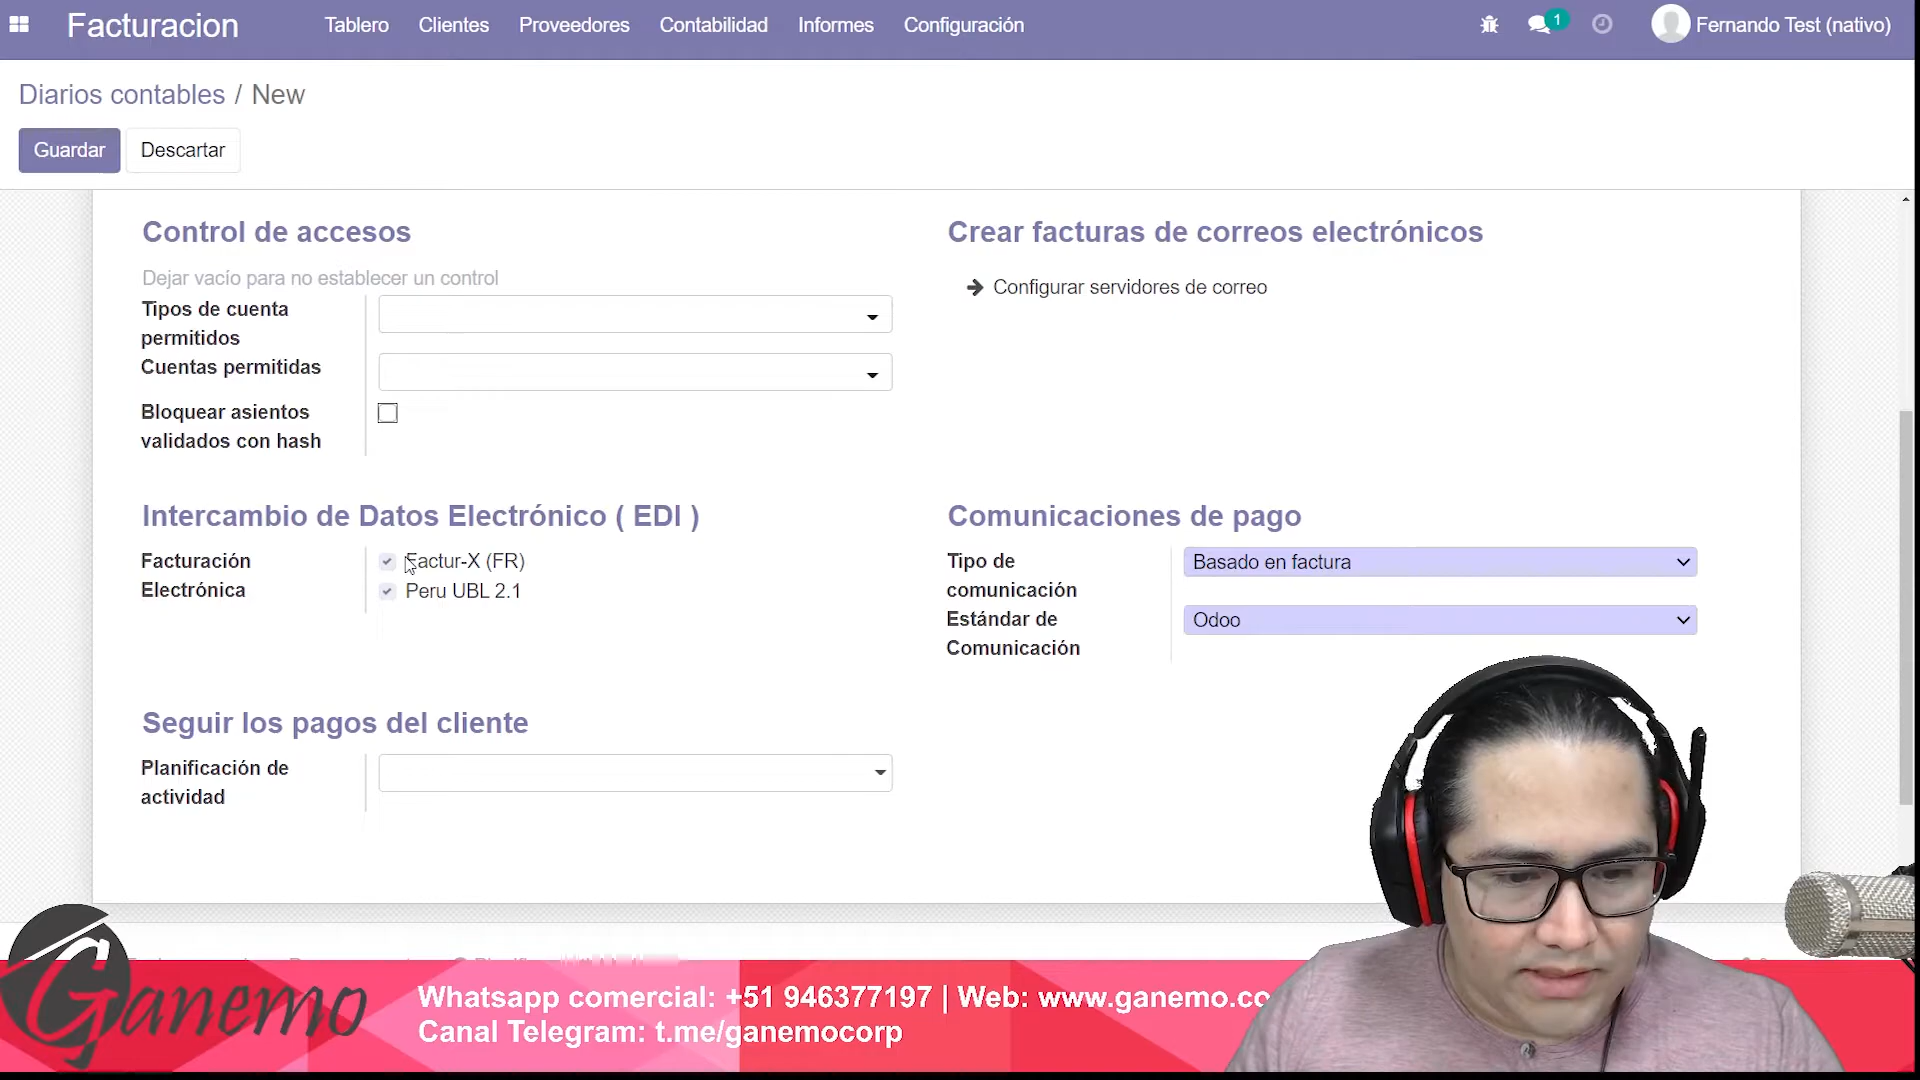 Facturacion
Tablero
Clientes
Proveedores
Contabilidad
Informes
Configuración
1
Fernando Test (nativo)
Diarios contables / New
Guardar
Descartar
Control de accesos
Dejar vacío para no establecer un control
Tipos de cuenta
permitidos
Cuentas permitidas
Bloquear asientos
validados con hash
Crear facturas de correos electrónicos
Configurar servidores de correo
Intercambio de Datos Electrónico ( EDI )
Facturación
Electrónica
Factur-X (FR)
Peru UBL 2.1
Comunicaciones de pago
Tipo de
comunicación
Basado en factura
Estándar de
Comunicación
Odoo
Seguir los pagos del cliente
Planificación de
actividad
Ganemo
Whatsapp comercial: +51 946377197 | Web: www.ganemo.co
Canal Telegram: t.me/ganemocorp